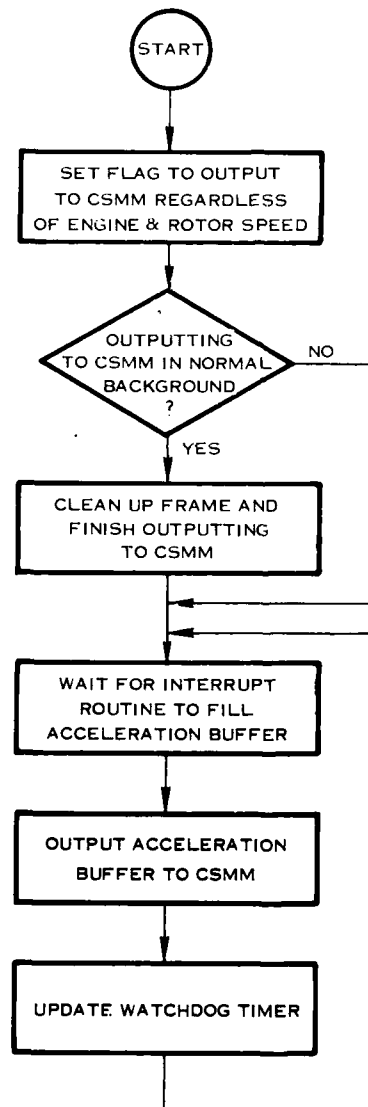 START
SET FLAG TO OUTPUT
TO CSMM REGARDLESS
OF ENGINE & ROTOR SPEED
OUTPUTTING
TO CSMM IN NORMAL
BACKGROUND
?
NO
YES
CLEAN UP FRAME AND
FINISH OUTPUTTING
TO CSMM
WAIT FOR INTERRUPT
ROUTINE TO FILL
ACCELERATION BUFFER
OUTPUT ACCELERATION
BUFFER TO CSMM
UPDATE WATCHDOG TIMER